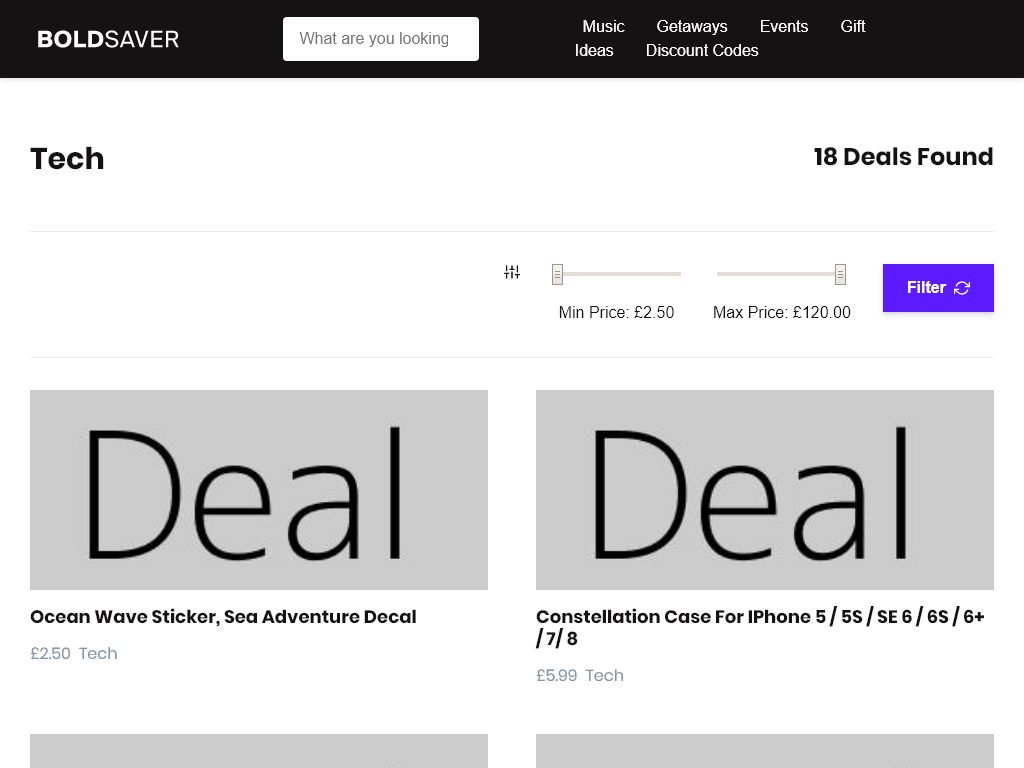 BOLDSAVER
What are you looking
Music Getaways Events Gift
Ideas Discount Codes
Tech
18 Deals Found
Min Price: £2.50
Max Price: £120.00
Filter
Deal
Deal
Ocean Wave Sticker, Sea Adventure Decal
£2.50 Tech
Constellation Case For IPhone 5 / 5S / SE 6 / 6S / 6+
/ 7/ 8
£5.99 Tech